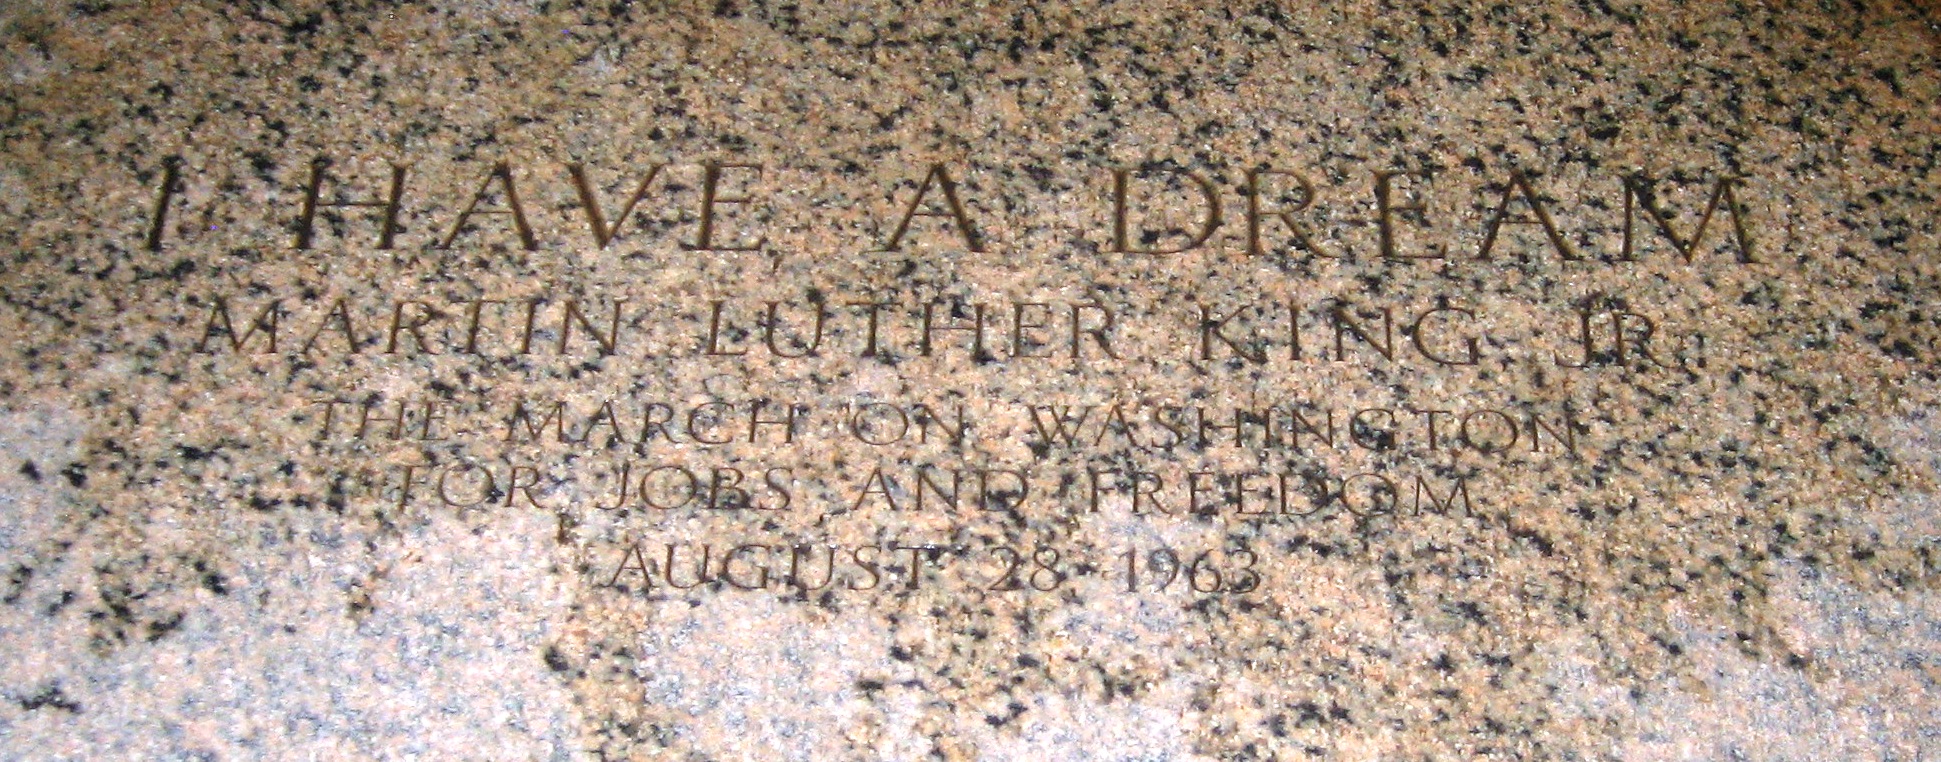 I HAVE A DREAM
MARTIN LUTHER KING JR
THE MARCH ON WASHINGTON
FOR JOBS AND FREEDOM
AUGUST 28 1963